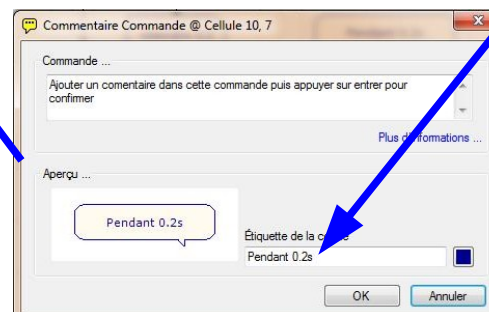 Commentaire Commande @ Cellule 10, 7
Commande ...
Ajouter un comentaire dans cette commande puis appuyer sur entrer pour
confirmer
Plus d'informations ...
Aperçu ...
Pendant 0.2s
Étiquette de la
Pendant 0.2s
OK
Annuler